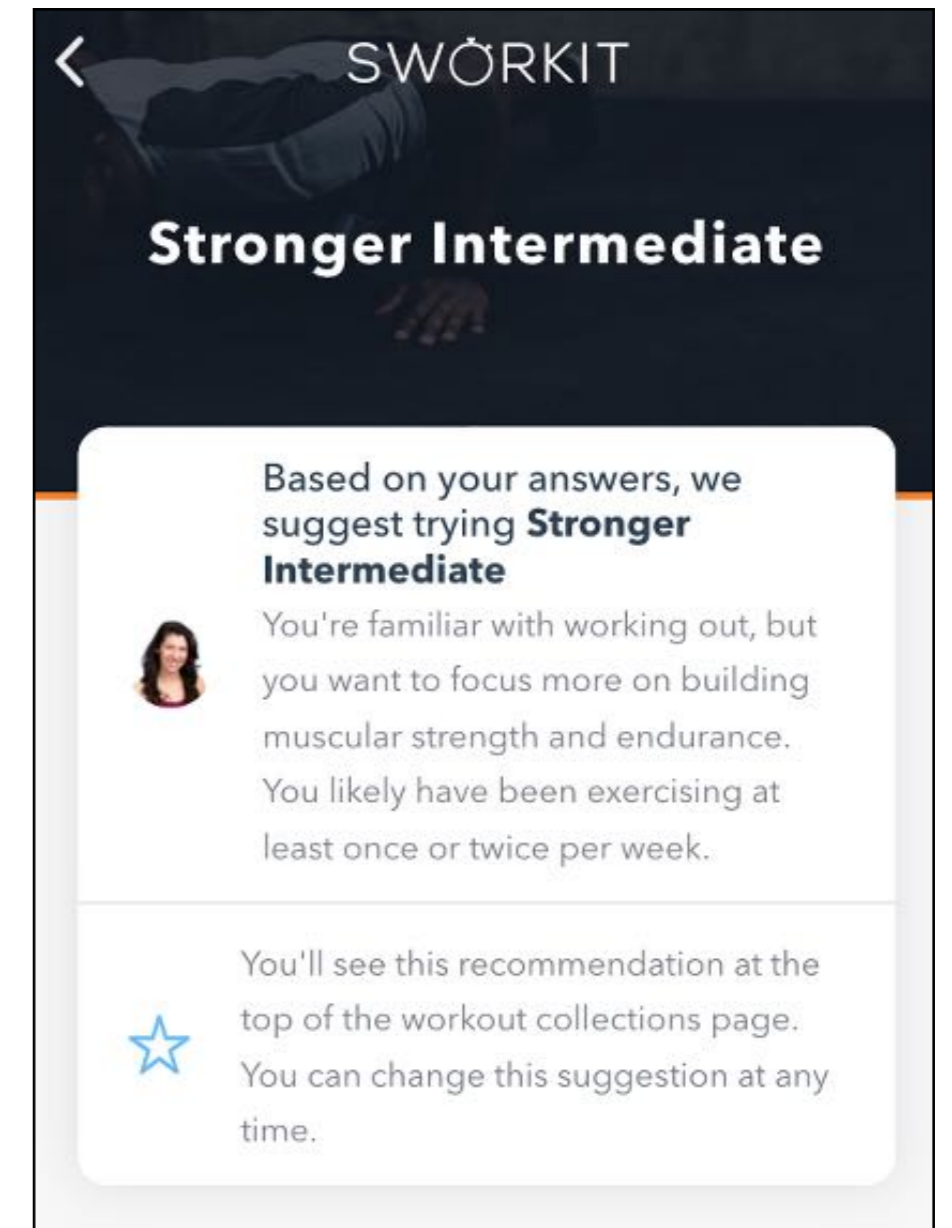 SWORKIT
Stronger Intermediate
Based on your answers, we
suggest trying Stronger
Intermediate
You're familiar with working out, but
you want to focus more on building
muscular strength and endurance.
You likely have been exercising at
least once or twice per week.
You'll see this recommendation at the
top of the workout collections page.
You can change this suggestion at any
time.